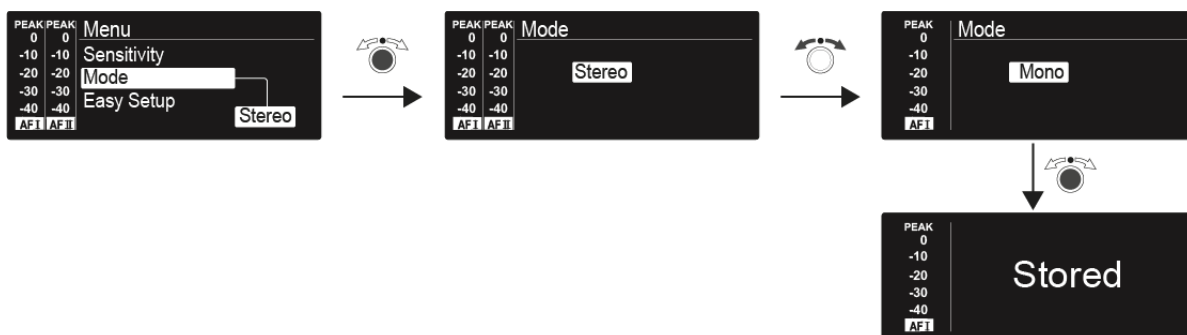 PEAK PEAK Menu
0 0
-10 -10 Sensitivity
-20 -20 Mode
-30 -30 Easy Setup
-40 -40 Stereo
AF I AF II
PEAK PEAK Mode
0 0
-10 -10
-20 -20 Stereo
-30 -30
-40 -40
AF I AF II
PEAK Mode
0
-10
-20 Mono
-30
-40
AF I
PEAK
0
-10
-20 Stored
-30
-40
AF I